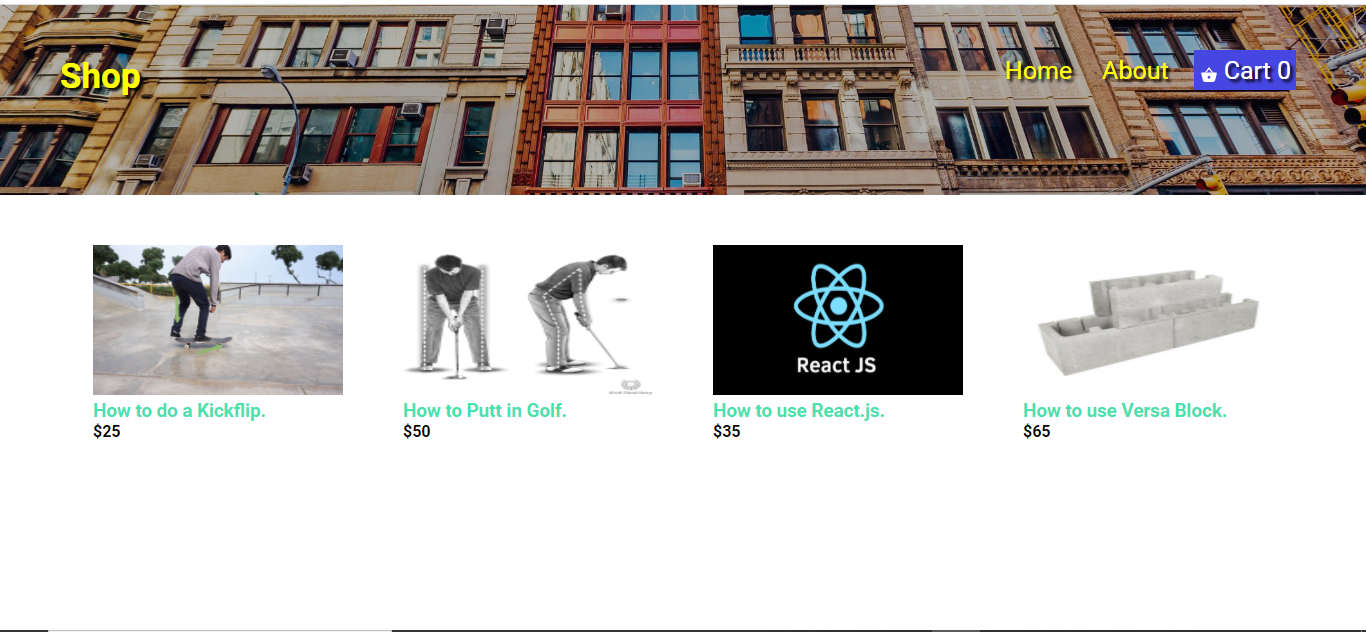 Shop
Home
About
Cart 0
React JS
How to do a Kickflip.
$25
How to Putt in Golf.
$50
How to use React.js.
$35
How to use Versa Block.
$65